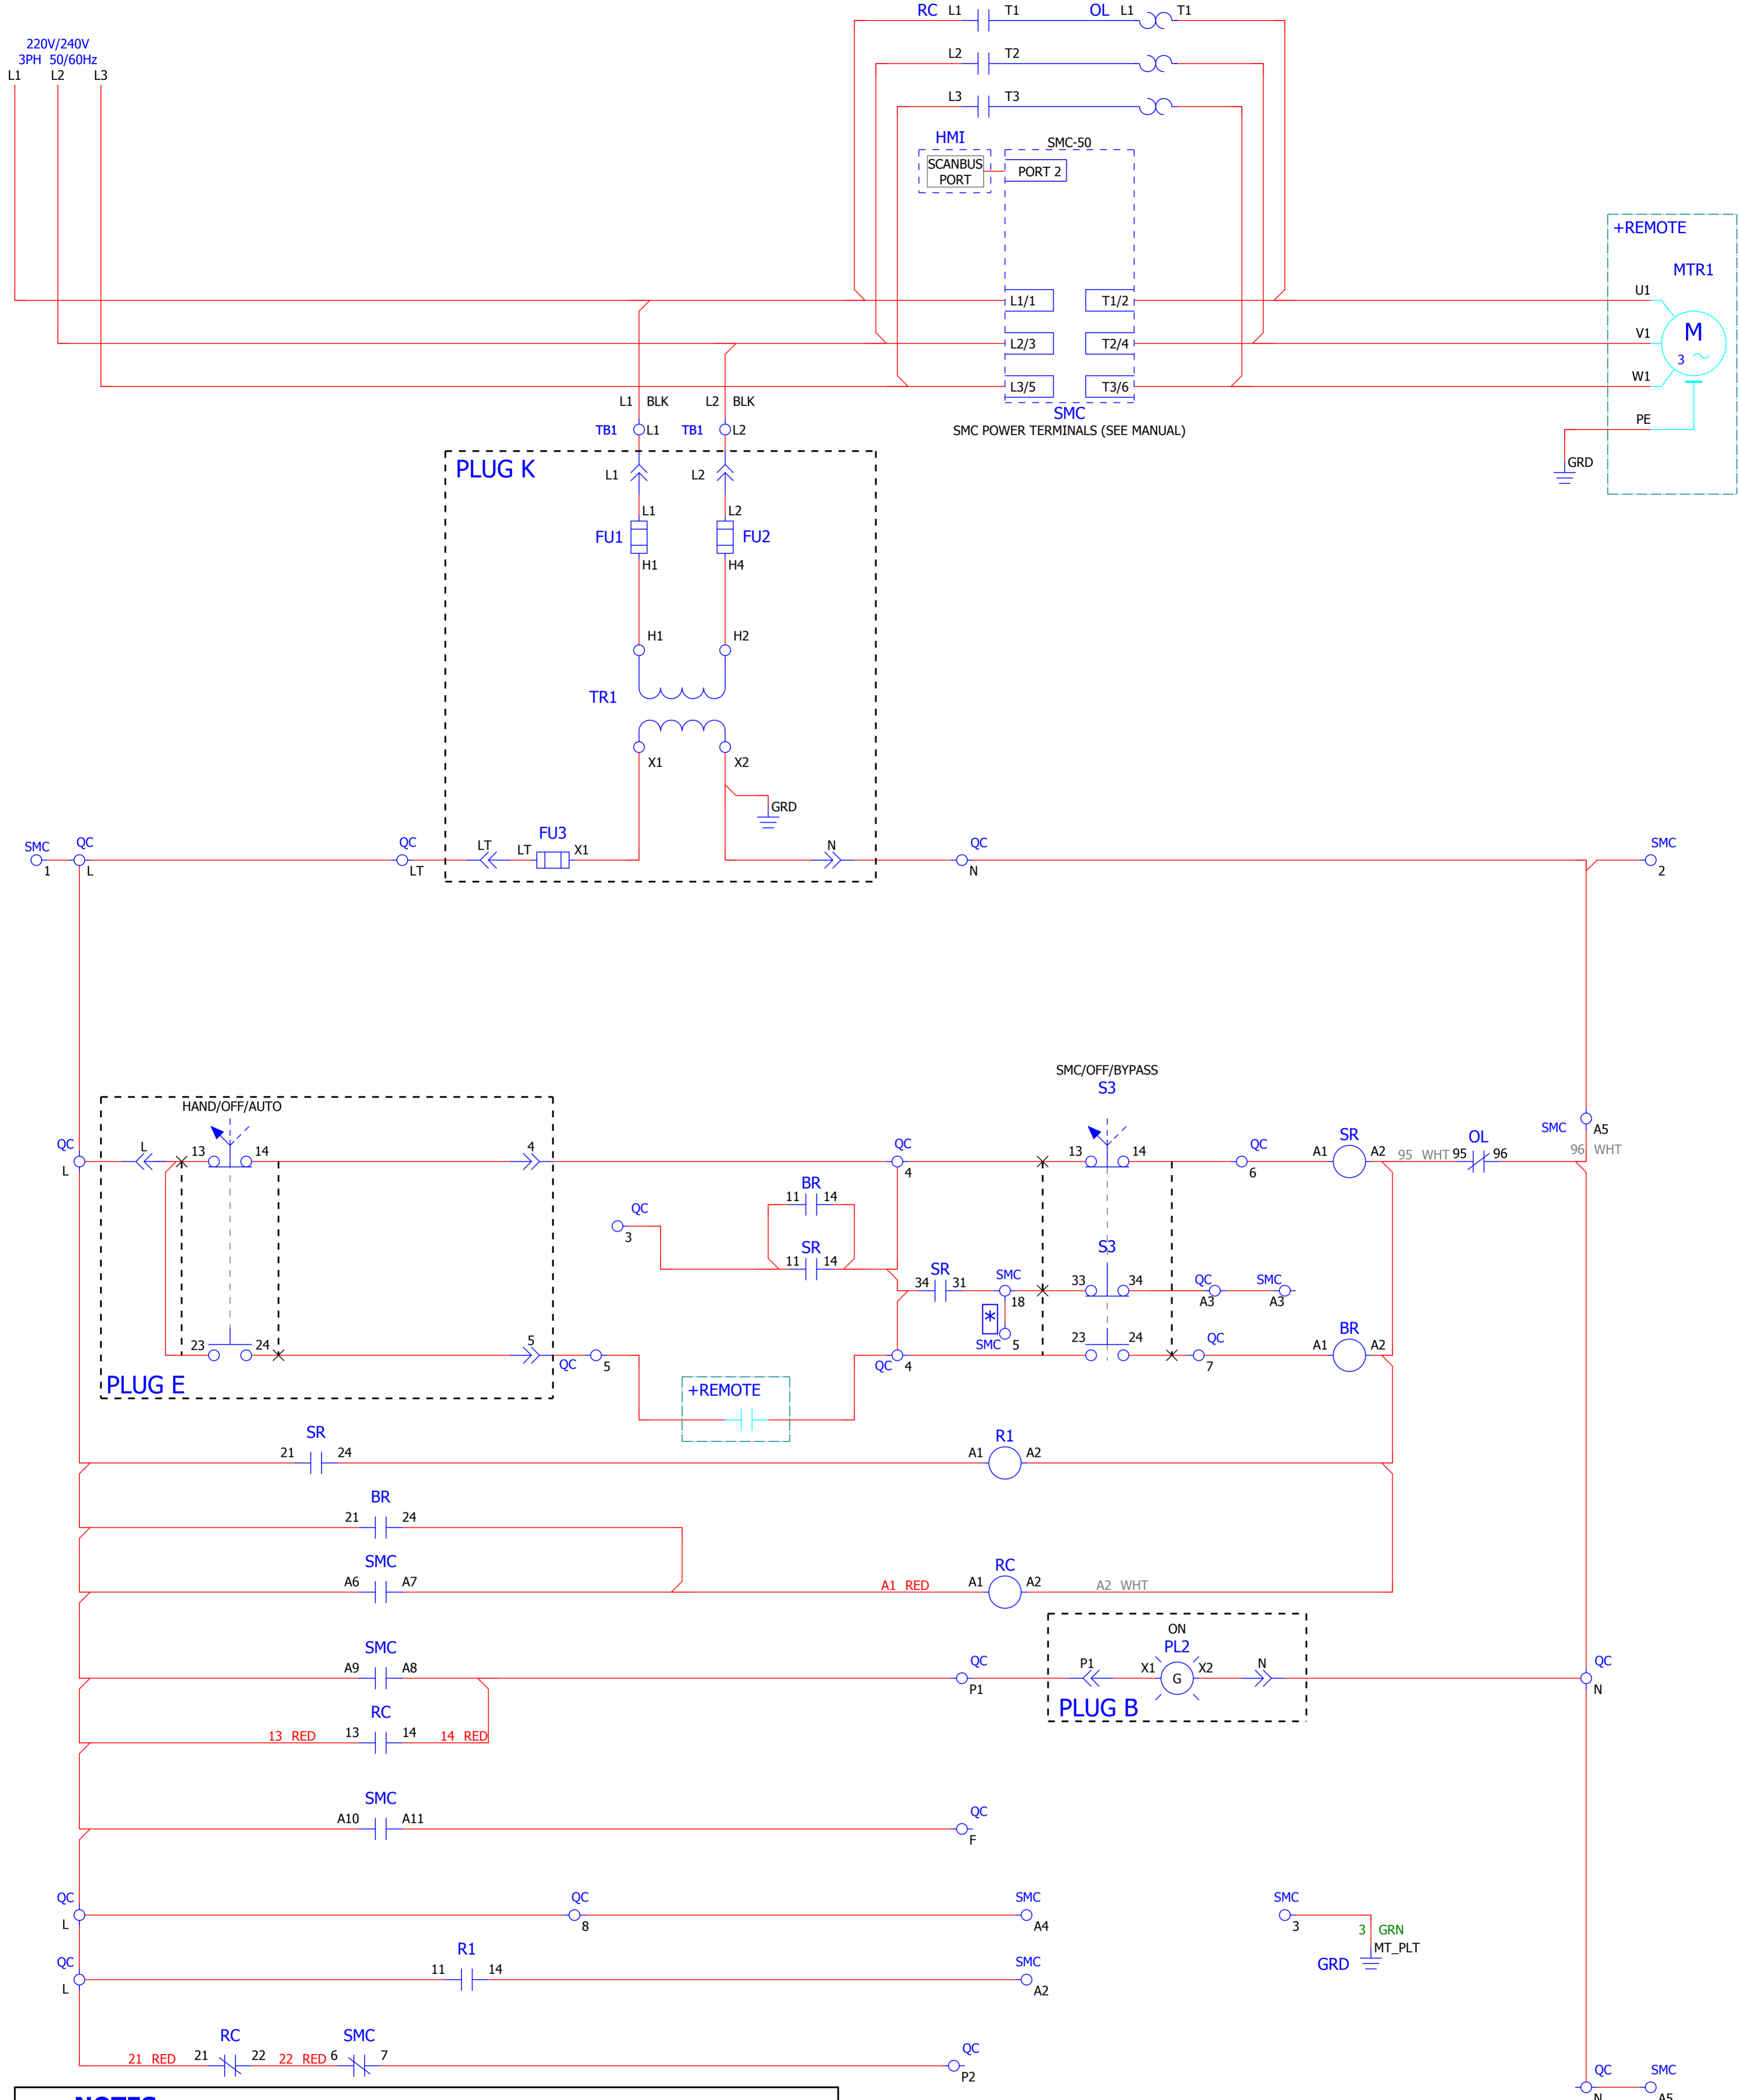 RC L1 T1 OL L1 T1
220V/240V
3PH 50/60Hz
L1 L2 L3
L2 T2
L3 T3
HMI
SMC-50
SCANBUS
PORT
PORT 2
+REMOTE
MTR1
L1/1 T1/2 U1
M
3
L2/3 T2/4 V1
L3/5 T3/6 W1
L1 BLK L2 BLK
SMC
SMC POWER TERMINALS (SEE MANUAL)
PE
GRD
TB1 L1 TB1 L2
PLUG K
L1 L2
L1 L2
FU1 FU2
H1 H4
H1 H2
TR1
X1 X2
GRD
SMC QC QC LT LT FU3 X1 N QC SMC
1 L LT N 2
SMC/OFF/BYPASS
S3
HAND/OFF/AUTO
SMC A5
QC L 13 14 4 QC 13 14 QC SR OL
L 4 6 A1 A2 95 WHT 95 96 96 WHT
BR
11 14
QC
3
SR
11 14
S3
SR
34 31 SMC 33 34 QC SMC
18 A3 A3
*
SMC 5
23 24 5 QC 5 QC 4 23 24 QC 7 BR A1 A2
PLUG E
+REMOTE
SR R1
21 24 A1 A2
BR
21 24
SMC RC
A6 A7 A1 RED A1 A2 A2 WHT
ON
SMC PL2
A9 A8 QC P1 P1 X1 G X2 N QC N
PLUG B
RC
13 RED 13 14 14 RED
SMC
A10 A11 QC F
QC L QC 8 SMC A4 SMC 3
3 GRN
MT_PLT
GRD
QC L R1 11 14 SMC A2
RC SMC
21 RED 21 22 22 RED 6 7 QC P2
QC SMC
N A5
NOTES